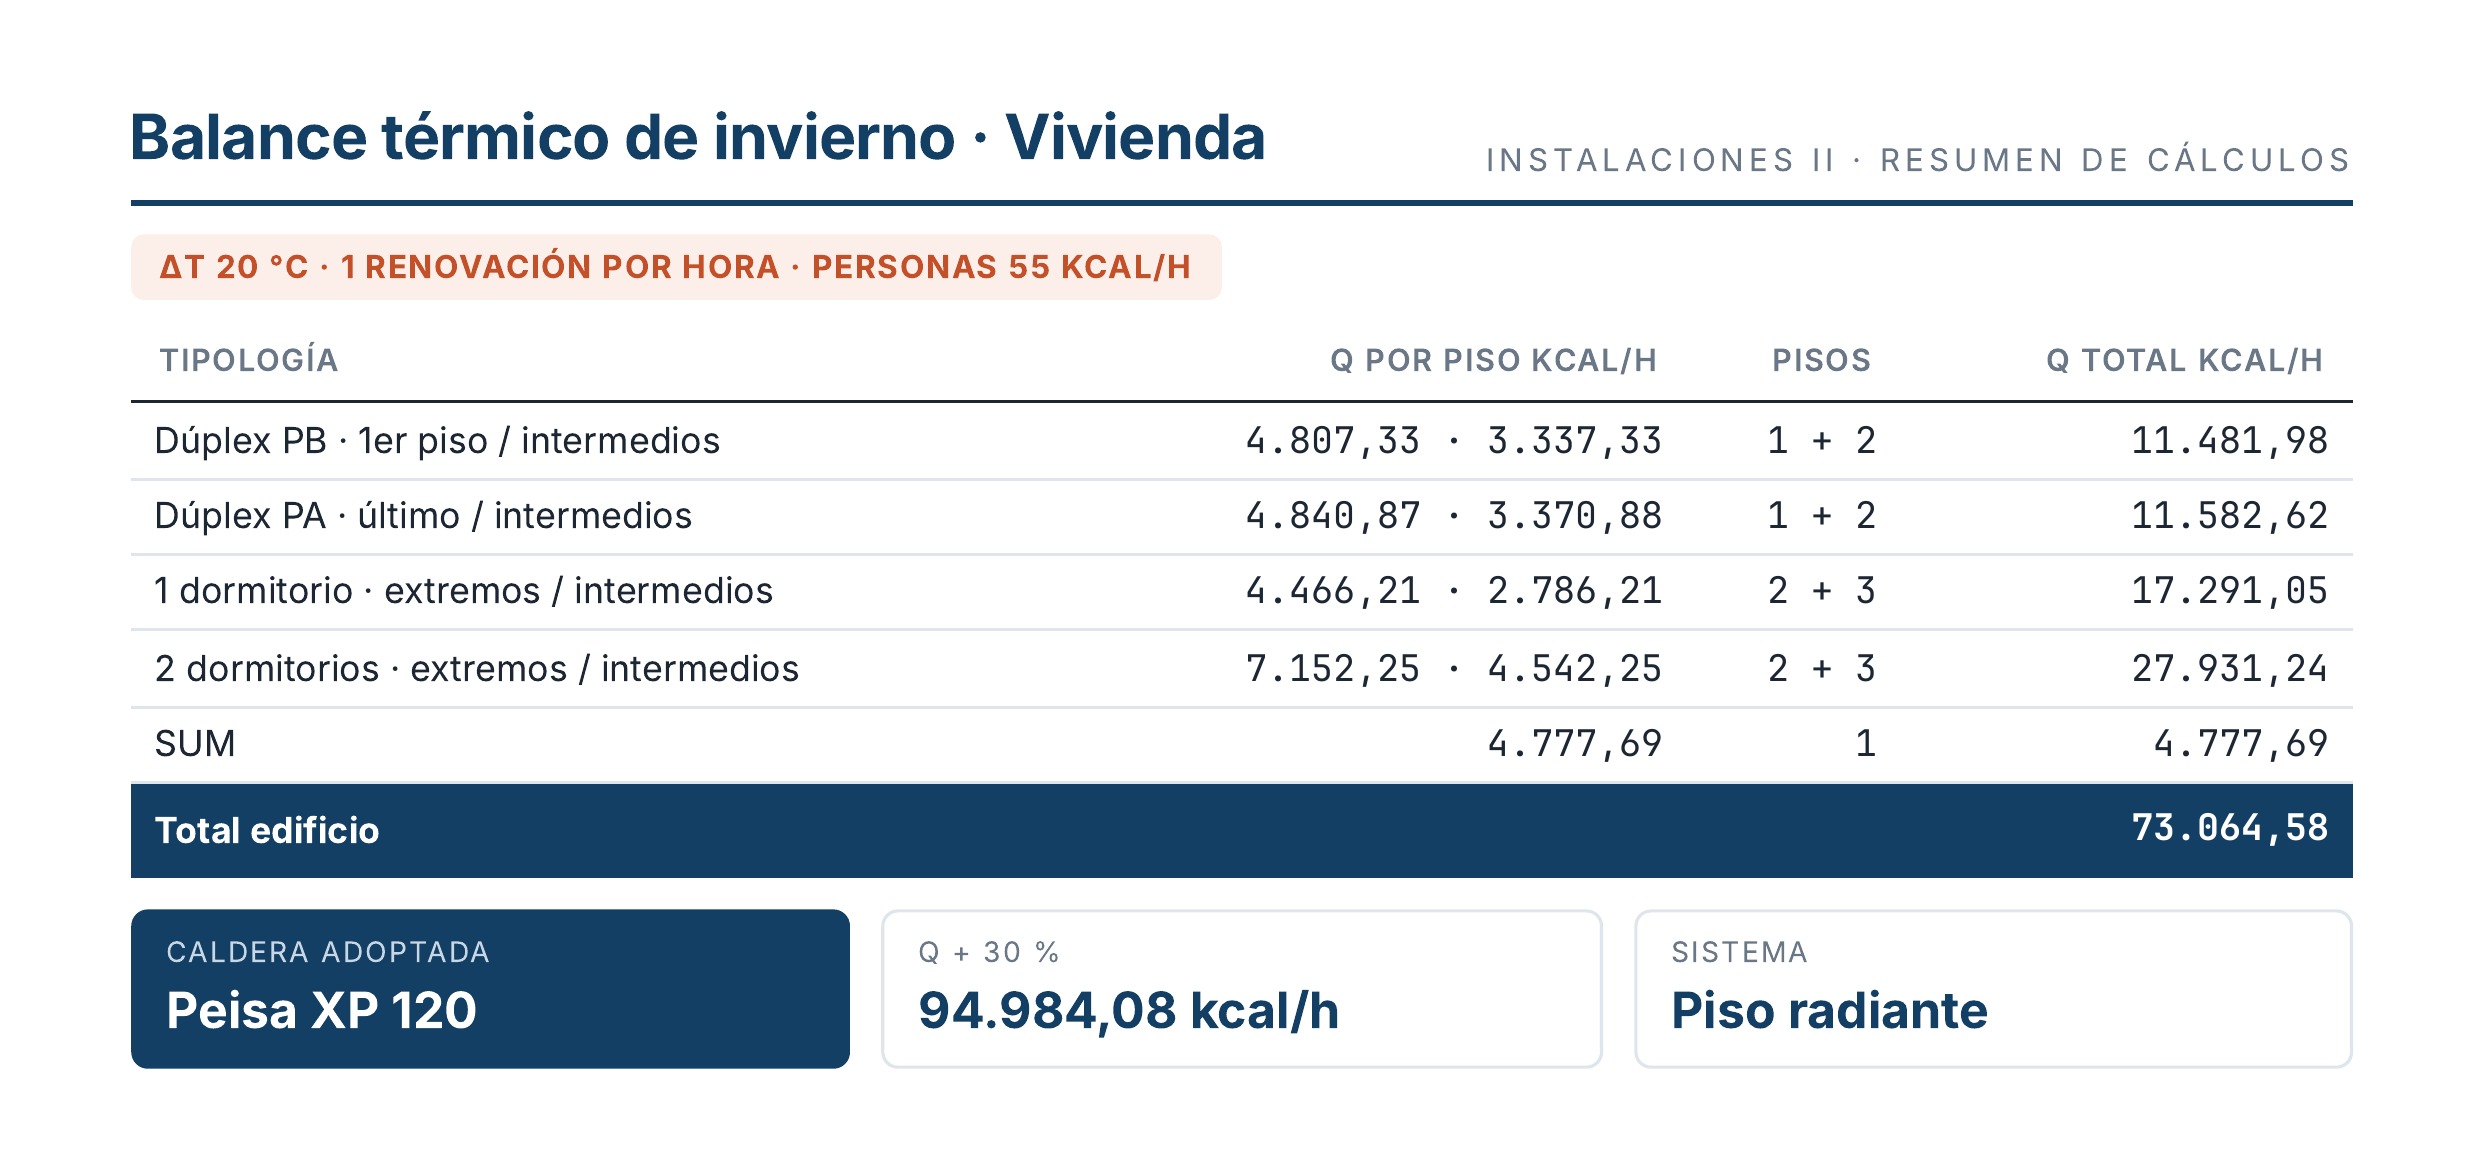 Balance térmico de invierno · Vivienda
INSTALACIONES II · RESUMEN DE CÁLCULOS
ΔT 20 °C · 1 RENOVACIÓN POR HORA · PERSONAS 55 KCAL/H
TIPOLOGÍA Q POR PISO KCAL/H PISOS Q TOTAL KCAL/H
Dúplex PB · 1er piso / intermedios 4.807,33 · 3.337,33 1 + 2 11.481,98
Dúplex PA · último / intermedios 4.840,87 · 3.370,88 1 + 2 11.582,62
1 dormitorio · extremos / intermedios 4.466,21 · 2.786,21 2 + 3 17.291,05
2 dormitorios · extremos / intermedios 7.152,25 · 4.542,25 2 + 3 27.931,24
SUM 4.777,69 1 4.777,69
Total edificio 73.064,58
CALDERA ADOPTADA
Peisa XP 120
Q + 30 %
94.984,08 kcal/h
SISTEMA
Piso radiante